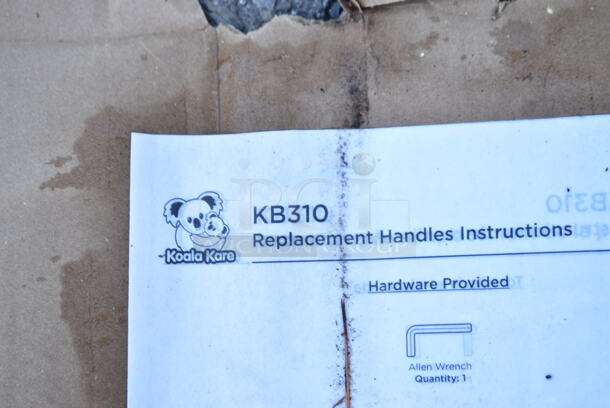 KB310
Replacement Handles Instructions
Koala Kare
Hardware Provided
Allen Wrench
Quantity: 1